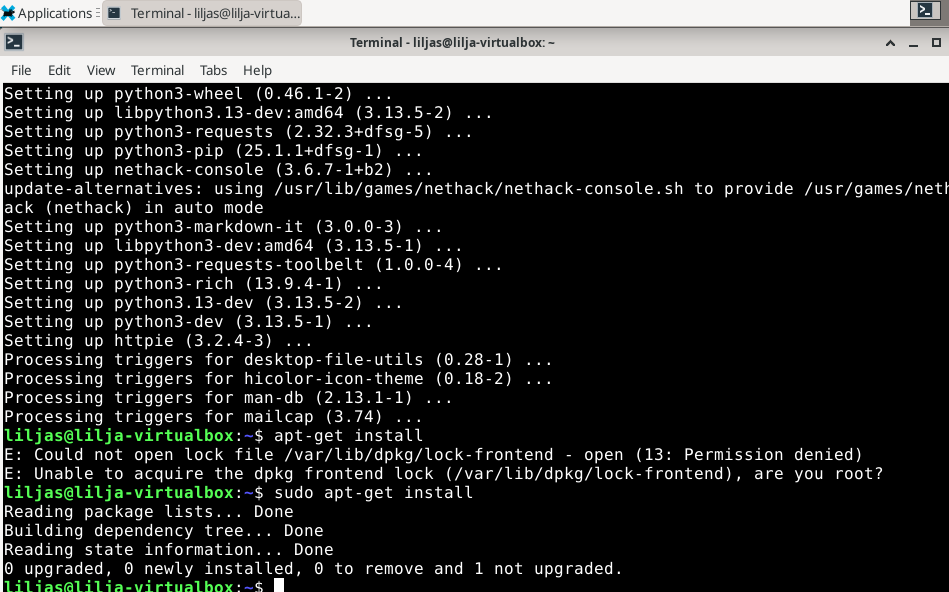 Applications
Terminal - liljas@lilja-virtua...
Terminal - liljas@lilja-virtualbox: ~
File Edit View Terminal Tabs Help
Setting up python3-wheel (0.46.1-2) ...
Setting up libpython3.13-dev:amd64 (3.13.5-2) ...
Setting up python3-requests (2.32.3+dfsg-5) ...
Setting up python3-pip (25.1.1+dfsg-1) ...
Setting up nethack-console (3.6.7-1+b2) ...
update-alternatives: using /usr/lib/games/nethack/nethack-console.sh to provide /usr/games/neth
ack (nethack) in auto mode
Setting up python3-markdown-it (3.0.0-3) ...
Setting up libpython3-dev:amd64 (3.13.5-1) ...
Setting up python3-requests-toolbelt (1.0.0-4) ...
Setting up python3-rich (13.9.4-1) ...
Setting up python3.13-dev (3.13.5-2) ...
Setting up python3-dev (3.13.5-1) ...
Setting up httpie (3.2.4-3) ...
Processing triggers for desktop-file-utils (0.28-1) ...
Processing triggers for hicolor-icon-theme (0.18-2) ...
Processing triggers for man-db (2.13.1-1) ...
Processing triggers for mailcap (3.74) ...
liljas@lilja-virtualbox:~$ apt-get install
E: Could not open lock file /var/lib/dpkg/lock-frontend - open (13: Permission denied)
E: Unable to acquire the dpkg frontend lock (/var/lib/dpkg/lock-frontend), are you root?
liljas@lilja-virtualbox:~$ sudo apt-get install
Reading package lists... Done
Building dependency tree... Done
Reading state information... Done
0 upgraded, 0 newly installed, 0 to remove and 1 not upgraded.
liljas@lilja-virtualbox:~$